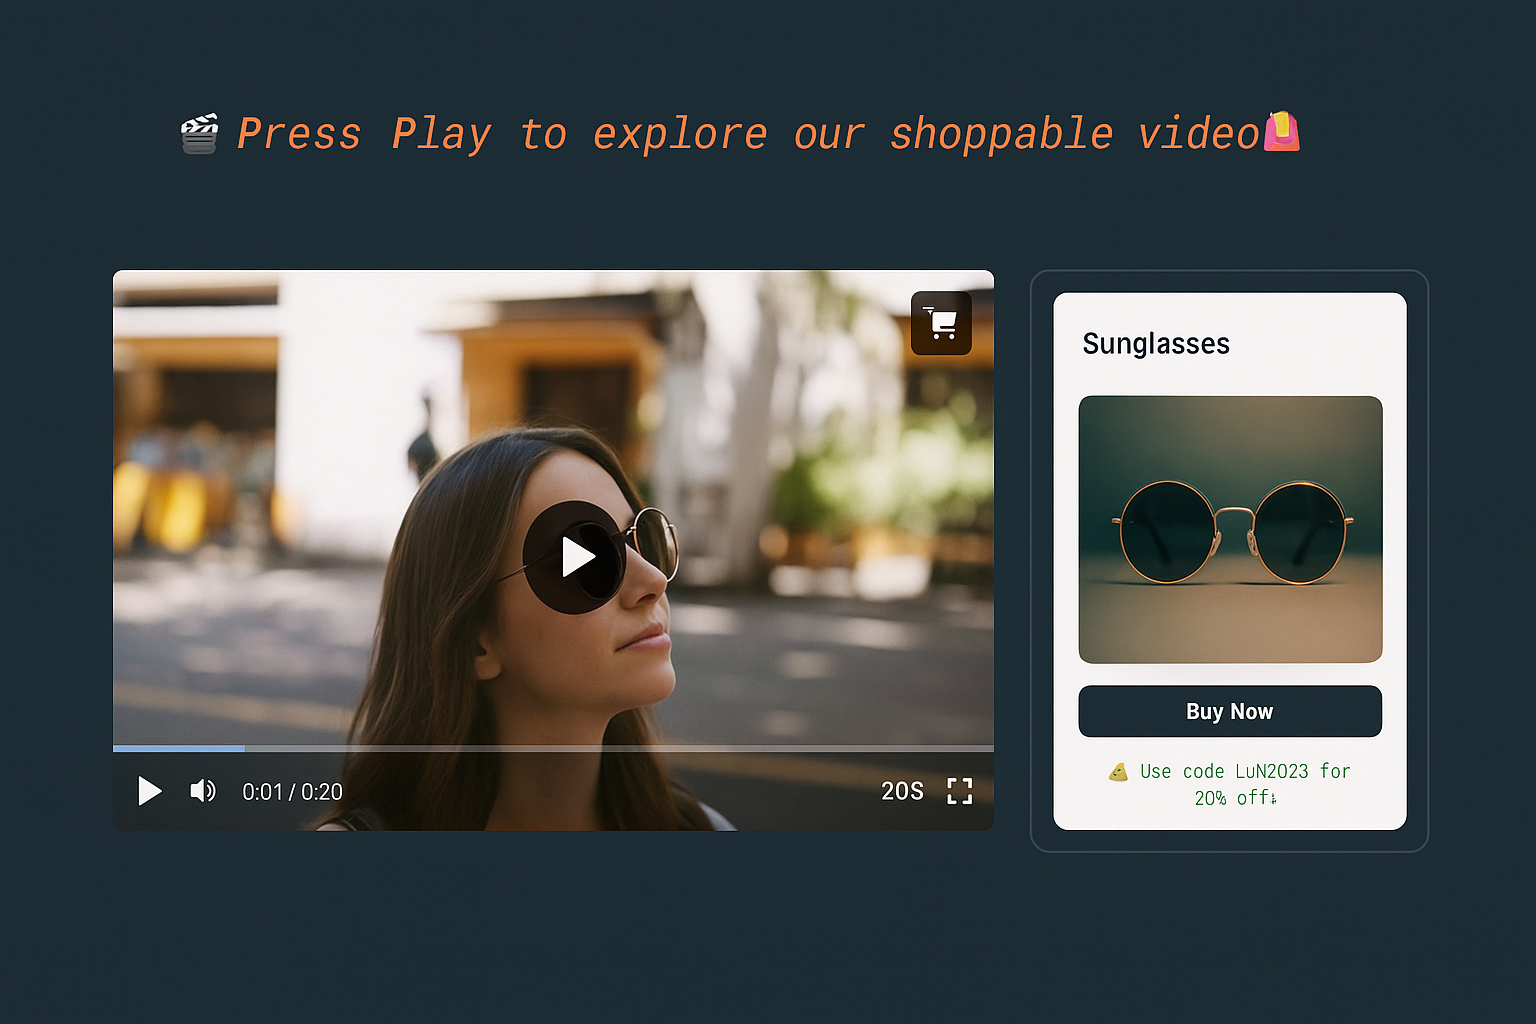 Press Play to explore our shoppable video
Sunglasses
Buy Now
Use code LuN2023 for
20% off
0:01 / 0:20
20S